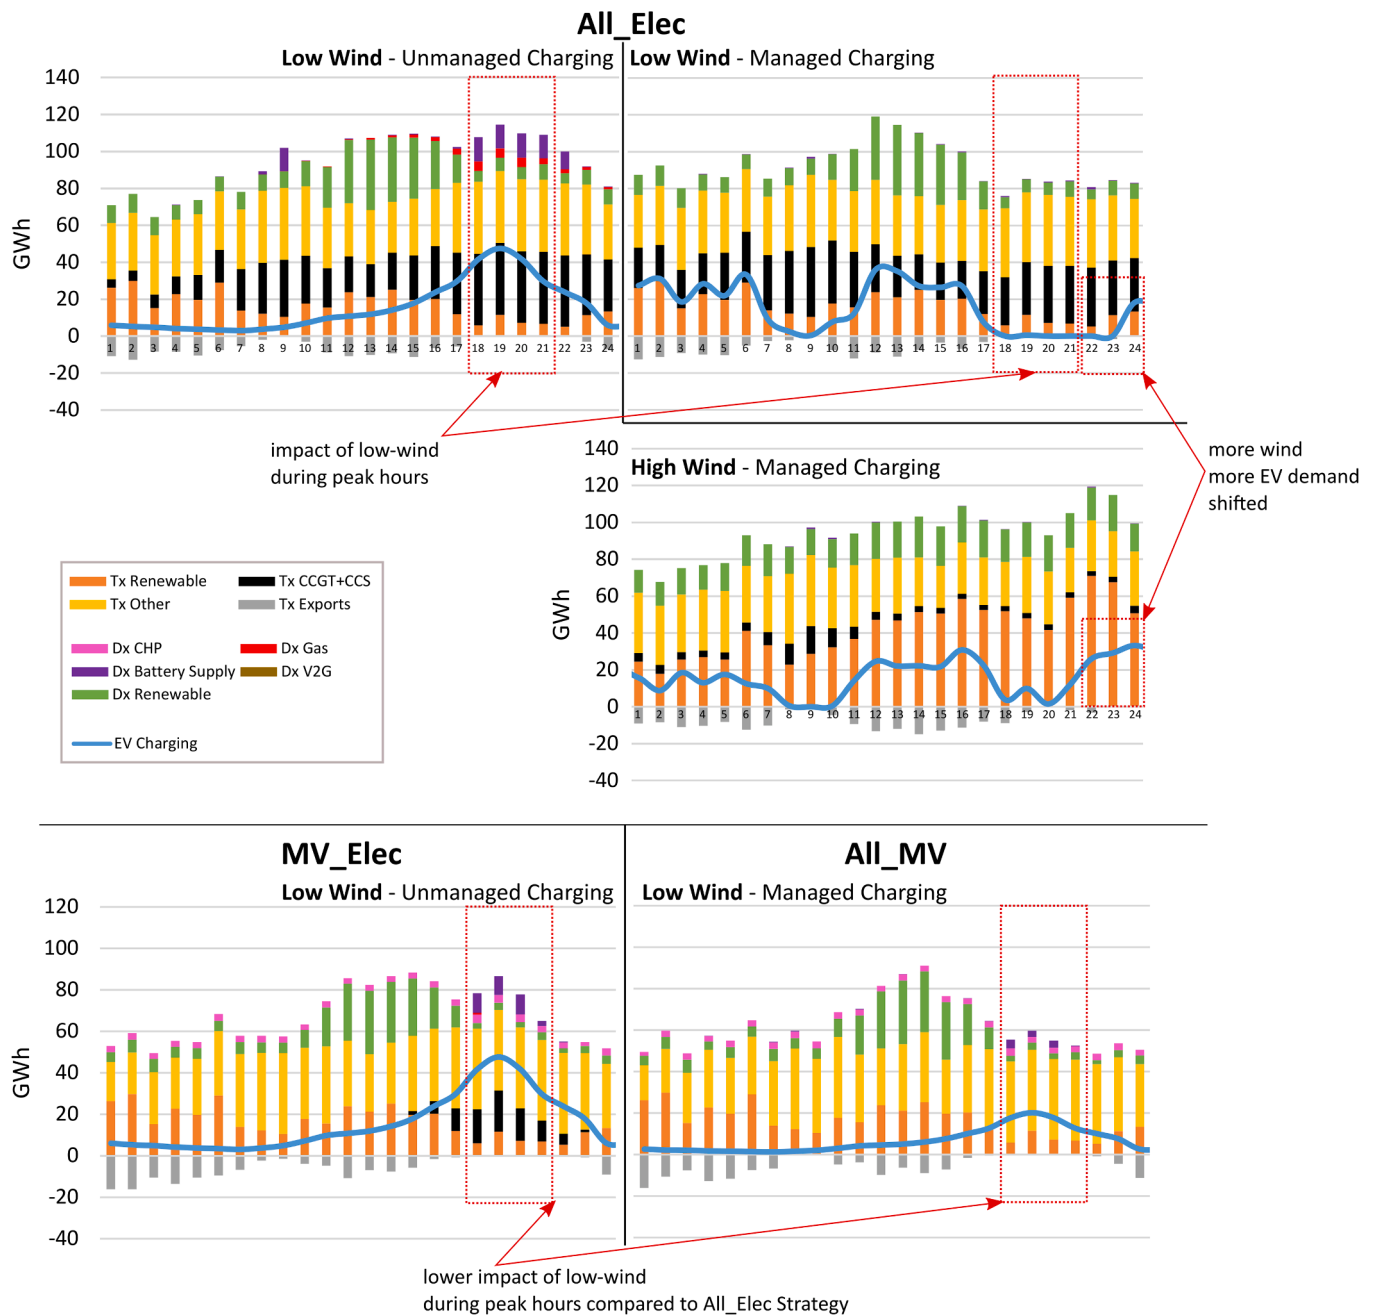 All_Elec
Low Wind - Unmanaged Charging
Low Wind - Managed Charging
140
120
100
80
60
40
20
0
-20
-40
GWh
1 2 3 4 5 6 7 8 9 10 11 12 13 14 15 16 17 18 19 20 21 22 23 24
1 2 3 4 5 6 7 8 9 10 11 12 13 14 15 16 17 18 19 20 21 22 23 24
impact of low-wind
during peak hours
more wind
more EV demand
shifted
High Wind - Managed Charging
140
120
100
80
60
40
20
0
-20
-40
GWh
1 2 3 4 5 6 7 8 9 10 11 12 13 14 15 16 17 18 19 20 21 22 23 24
Tx Renewable
Tx CCGT+CCS
Tx Other
Tx Exports
Dx CHP
Dx Gas
Dx Battery Supply
Dx V2G
Dx Renewable
EV Charging
MV_Elec
All_MV
Low Wind - Unmanaged Charging
Low Wind - Managed Charging
120
100
80
60
40
20
0
-20
-40
GWh
lower impact of low-wind
during peak hours compared to All_Elec Strategy